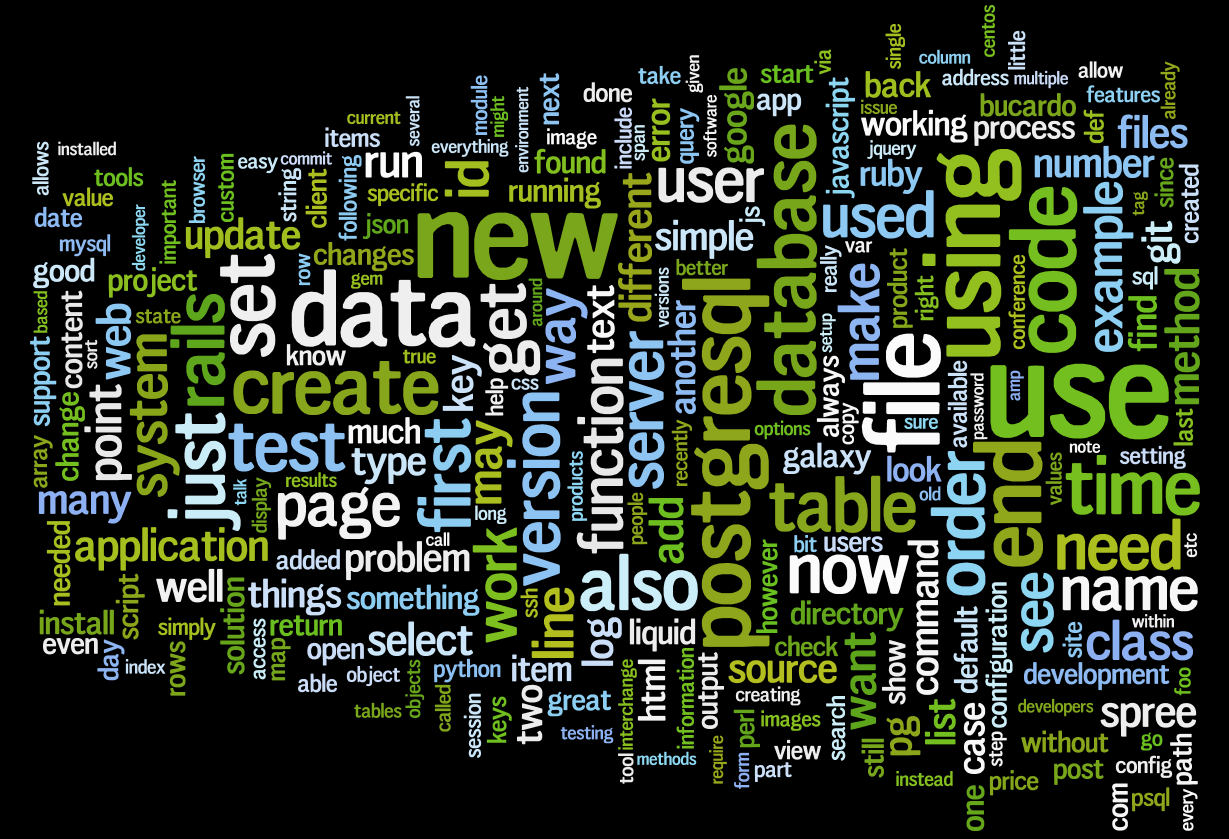 centos
single
via
column
little
given
take
google
start
back
address
multiple
allow
already
features
several
module
might
environment
next
done
include
span
error
query
software
app
javascript
issue
bucardo
def
files
current
items
everything
image
working
process
allows
installed
easy
commit
run
id
found
jquery
number
since
created
tools
value
browser
custom
string
client
following
specific
running
different
user
js
database
ruby
using
code
example
tag
date
important
developer
json
new
simple
used
git
mysql
update
changes
gem
row
better
var
really
product
right
.
conference
sql
good
project
set
data
get
around
versions
postgresql
setup
make
find
method
based
support
array
content
change
sort
web
state
rails
know
true
key
way
text
another
always
file
available
amp
password
use
point
system
create
help
css
version
function
server
copy
sure
last
just
test
much
first
may
options
galaxy
look
note
setting
many
talk
display
results
type
long
products
people
recently
add
old
end
values
time
page
call
table
order
application
added
problem
work
bit
users
now
need
etc
needed
script
well
things
something
ssh
line
also
however
command
name
install
simply
solution
return
log
liquid
directory
default
configuration
see
within
even
day
index
rows
access
map
open
select
python
item
check
want
show
site
class
able
object
objects
source
development
tables
called
session
keys
two
great
interchange
html
information
output
creating
pg
list
case
step
developers
foo
spree
testing
tool
methods
require
perl
images
form
view
part
search
still
instead
without
go
price
post
config
path
one
com
psql
every